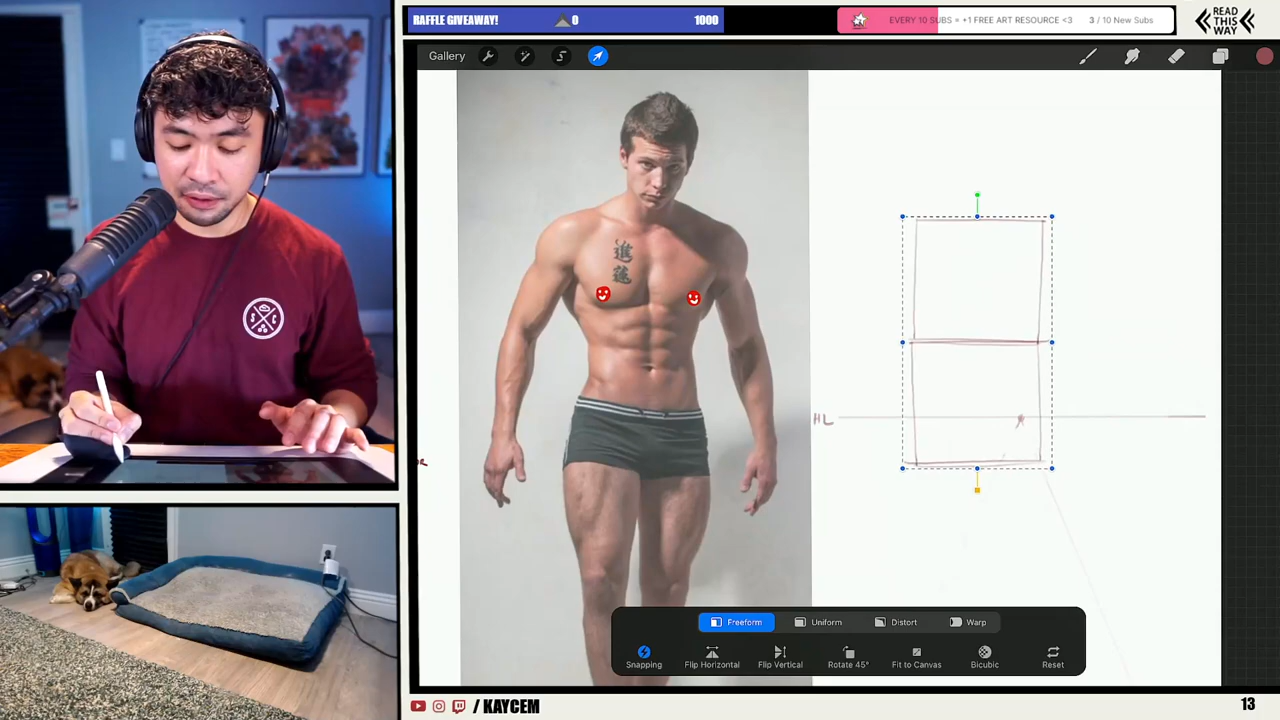 RAFFLE GIVEAWAY!
0
1000
EVERY 10 SUBS = +1 FREE ART RESOURCE <3
3 / 10 New Subs
READ
THIS
WAY
Gallery
進
HL
Freeform
Uniform
Distort
Warp
Snapping
Flip Horizontal
Flip Vertical
Rotate 45°
Fit to Canvas
Bicubic
Reset
/ KAYCEM
13